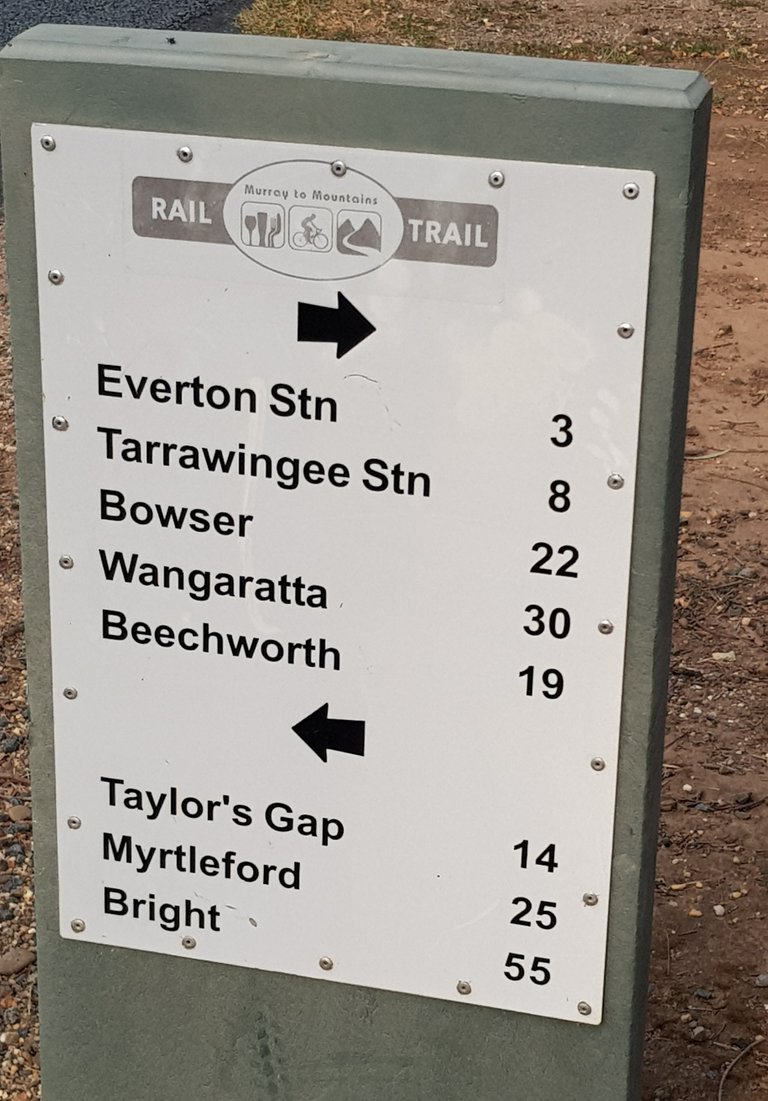 Murray to Mountains
RAIL TRAIL
Everton Stn 3
Tarrawingee Stn 8
Bowser 22
Wangaratta 30
Beechworth 19
Taylor's Gap 14
Myrtleford 25
Bright 55